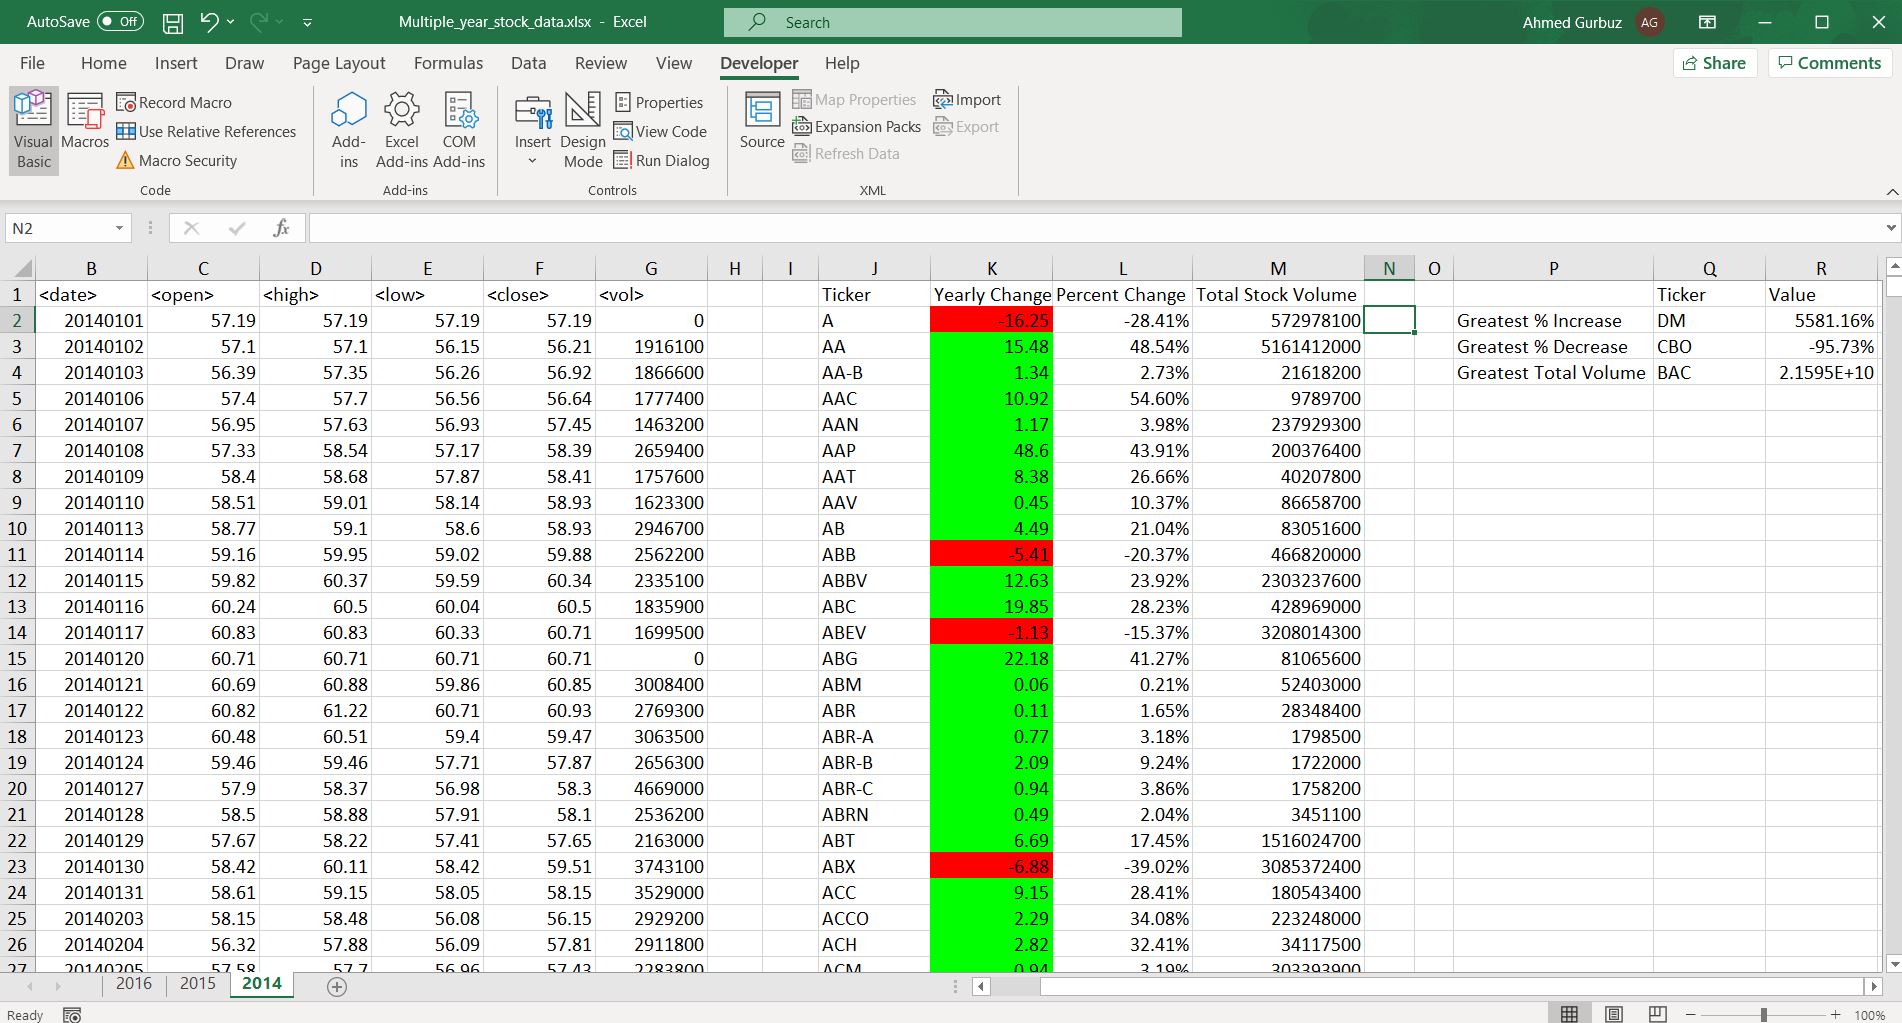 AutoSave Off Multiple_year_stock_data.xlsx - Excel Search Ahmed Gurbuz AG
File Home Insert Draw Page Layout Formulas Data Review View Developer Help Share Comments
Visual Basic
Macros
Record Macro
Use Relative References
Macro Security
Code
Add-ins
Excel Add-ins
COM Add-ins
Add-ins
Insert
Design Mode
Properties
View Code
Run Dialog
Controls
Source
Map Properties
Expansion Packs
Refresh Data
Import
Export
XML
N2 fx
B C D E F G H I J K L M N O P Q R
1 <date> <open> <high> <low> <close> <vol> Ticker Yearly Change Percent Change Total Stock Volume Ticker Value
2 20140101 57.19 57.19 57.19 57.19 0 A -16.25 -28.41% 572978100 Greatest % Increase DM 5581.16%
3 20140102 57.1 57.1 56.15 56.21 1916100 AA 15.48 48.54% 5161412000 Greatest % Decrease CBO -95.73%
4 20140103 56.39 57.35 56.26 56.92 1866600 AA-B 1.34 2.73% 21618200 Greatest Total Volume BAC 2.1595E+10
5 20140106 57.4 57.7 56.56 56.64 1777400 AAC 10.92 54.60% 9789700
6 20140107 56.95 57.63 56.93 57.45 1463200 AAN 1.17 3.98% 237929300
7 20140108 57.33 58.54 57.17 58.39 2659400 AAP 48.6 43.91% 200376400
8 20140109 58.4 58.68 57.87 58.41 1757600 AAT 8.38 26.66% 40207800
9 20140110 58.51 59.01 58.14 58.93 1623300 AAV 0.45 10.37% 86658700
10 20140113 58.77 59.1 58.6 58.93 2946700 AB 4.49 21.04% 83051600
11 20140114 59.16 59.95 59.02 59.88 2562200 ABB -5.41 -20.37% 466820000
12 20140115 59.82 60.37 59.59 60.34 2335100 ABBV 12.63 23.92% 2303237600
13 20140116 60.24 60.5 60.04 60.5 1835900 ABC 19.85 28.23% 428969000
14 20140117 60.83 60.83 60.33 60.71 1699500 ABEV -1.13 -15.37% 3208014300
15 20140120 60.71 60.71 60.71 60.71 0 ABG 22.18 41.27% 81065600
16 20140121 60.69 60.88 59.86 60.85 3008400 ABM 0.06 0.21% 52403000
17 20140122 60.82 61.22 60.71 60.93 2769300 ABR 0.11 1.65% 28348400
18 20140123 60.48 60.51 59.4 59.47 3063500 ABR-A 0.77 3.18% 1798500
19 20140124 59.46 59.46 57.71 57.87 2656300 ABR-B 2.09 9.24% 1722000
20 20140127 57.9 58.37 56.98 58.3 4669000 ABR-C 0.94 3.86% 1758200
21 20140128 58.5 58.88 57.91 58.1 2536200 ABRN 0.49 2.04% 3451100
22 20140129 57.67 58.22 57.41 57.65 2163000 ABT 6.69 17.45% 1516024700
23 20140130 58.42 60.11 58.42 59.51 3743100 ABX -6.88 -39.02% 3085372400
24 20140131 58.61 59.15 58.05 58.15 3529000 ACC 9.15 28.41% 180543400
25 20140203 58.15 58.48 56.08 56.15 2929200 ACCO 2.29 34.08% 223248000
26 20140204 56.32 57.88 56.09 57.81 2911800 ACH 2.82 32.41% 34117500
27 20140205 57.58 57.7 56.96 57.43 2283800 ACM 0.94 3.19% 303393900
2016 2015 2014
Ready 100%